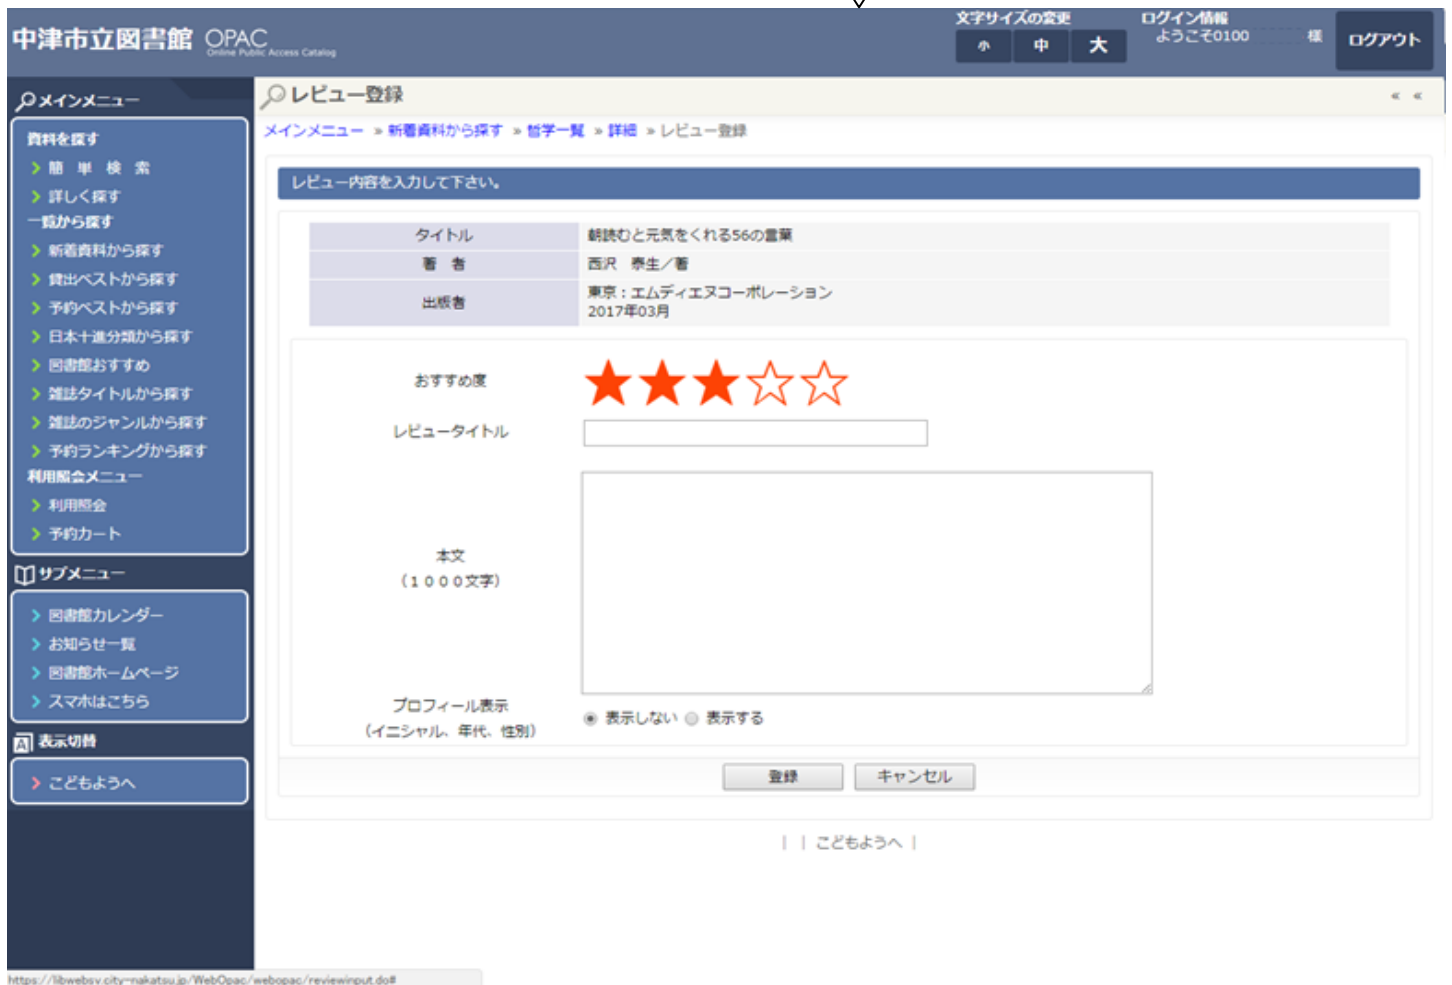 中津市立図書館 OPAC
Online Public Access Catalog
文字サイズの変更
小 中 大
ログイン情報
ようこそ0100 様
ログアウト
メインメニュー
資料を探す
簡 単 検 索
詳しく探す
一覧から探す
新着資料から探す
貸出ベストから探す
予約ベストから探す
日本十進分類から探す
図書館おすすめ
雑誌タイトルから探す
雑誌のジャンルから探す
予約ランキングから探す
利用照会メニュー
利用照会
予約カート
サブメニュー
図書館カレンダー
お知らせ一覧
図書館ホームページ
スマホはこちら
A 表示切替
こどもようへ
レビュー登録
« «
メインメニュー » 新着資料から探す » 哲学一覧 » 詳細 » レビュー登録
レビュー内容を入力して下さい。
タイトル 朝読むと元気をくれる56の言葉
著 者 西沢 泰生／著
出版者 東京：エムディエヌコーポレーション
2017年03月
おすすめ度
レビュータイトル
本文
（１０００文字）
プロフィール表示
（イニシャル、年代、性別）
表示しない 表示する
登録 キャンセル
| | こどもようへ |
https://libwebsv.city-nakatsu.jp/WebOpac/webopac/reviewinput.do#